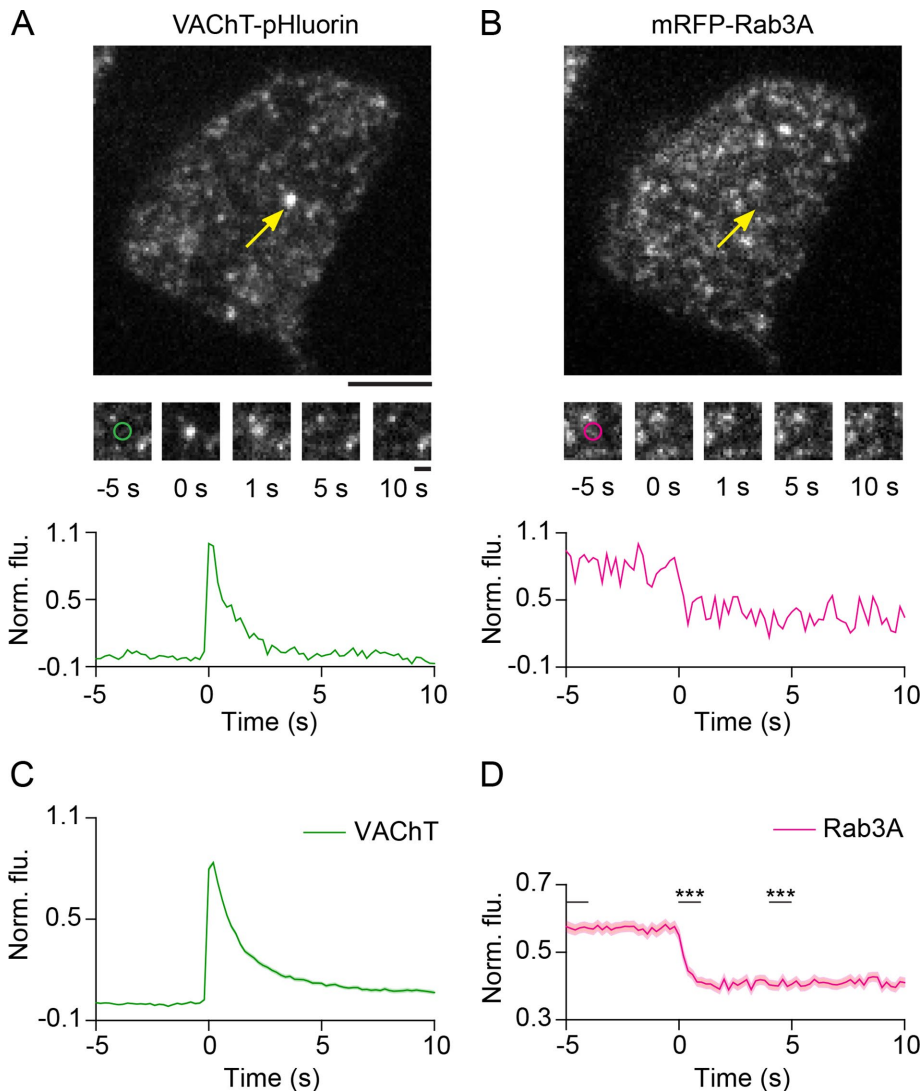 A
VAChT-pHluorin
B
mRFP-Rab3A
-5 s 0 s 1 s 5 s 10 s
-5 s 0 s 1 s 5 s 10 s
Norm. flu.
1.1
0.5
-0.1
-5 0 5 10
Time (s)
Norm. flu.
1.1
0.5
-0.1
-5 0 5 10
Time (s)
C
Norm. flu.
1.1
0.5
-0.1
VAChT
-5 0 5 10
Time (s)
D
Rab3A
Norm. flu.
0.7
0.5
0.3
*** ***
-5 0 5 10
Time (s)